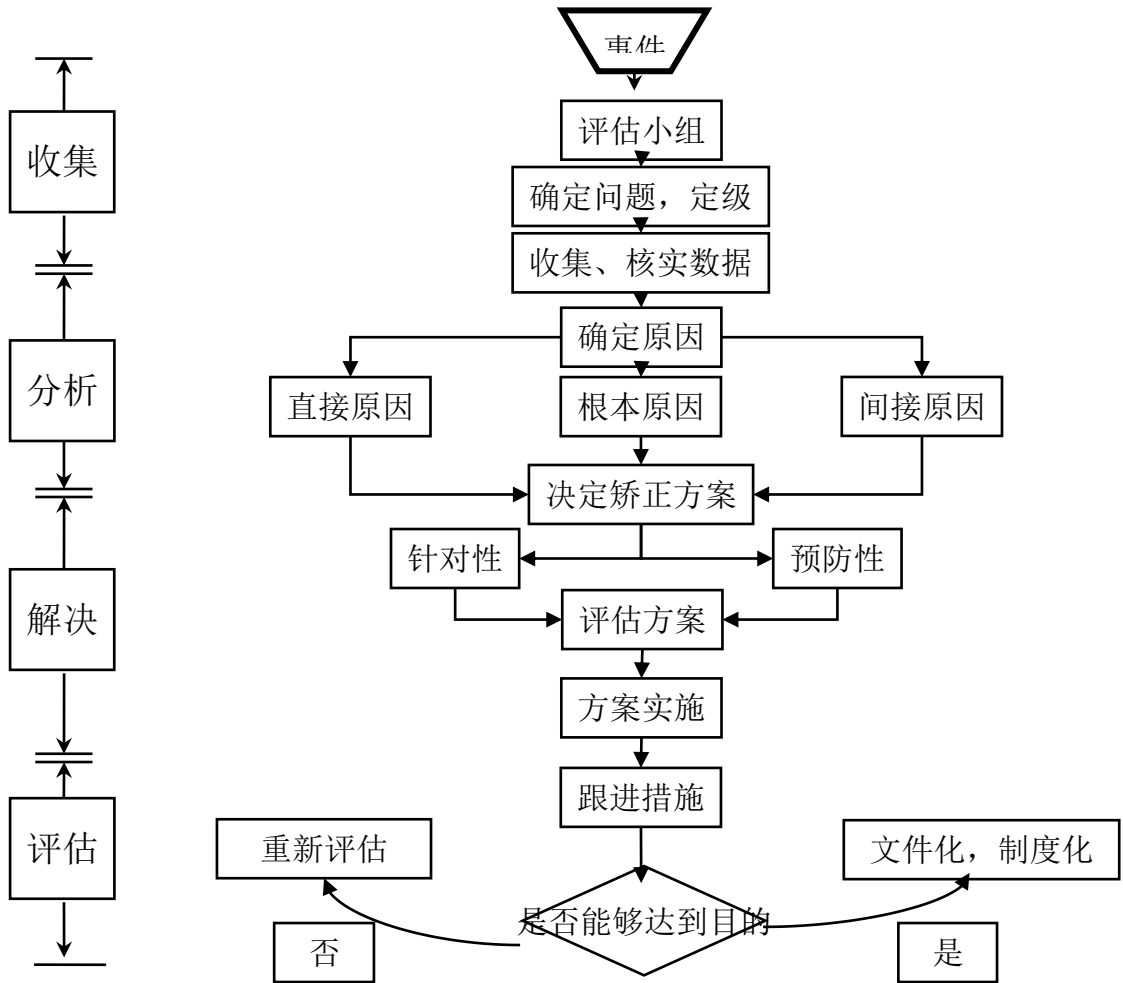 事件
评估小组
收集
确定问题，定级
收集、核实数据
确定原因
分析
直接原因
根本原因
间接原因
决定矫正方案
针对性
预防性
解决
评估方案
方案实施
跟进措施
评估
重新评估
文件化，制度化
是否能够达到目的
否
是